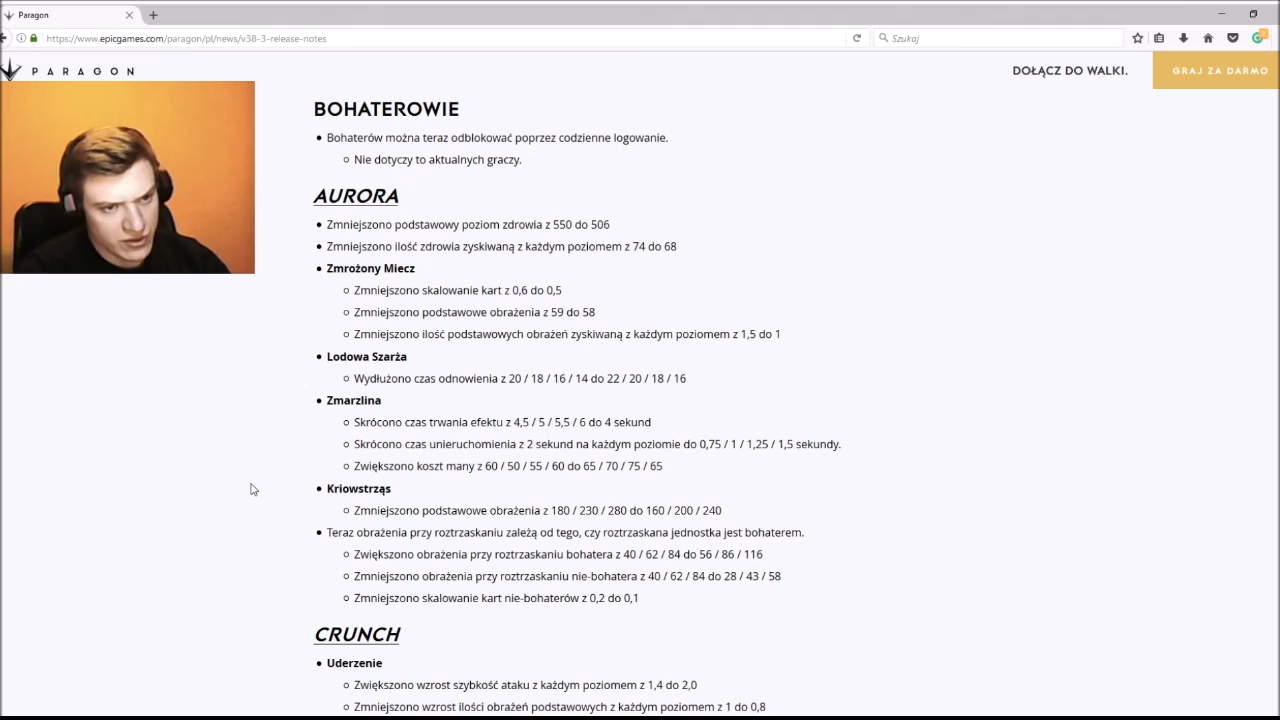 Paragon
https://www.epicgames.com/paragon/pl/news/v38-3-release-notes
Szukaj
PARAGON
DOŁĄCZ DO WALKI.
GRAJ ZA DARMO
BOHATEROWIE
Bohaterów można teraz odblokować poprzez codzienne logowanie.
Nie dotyczy to aktualnych graczy.
AURORA
Zmniejszono podstawowy poziom zdrowia z 550 do 506
Zmniejszono ilość zdrowia zyskiwaną z każdym poziomem z 74 do 68
Zmrożony Miecz
Zmniejszono skalowanie kart z 0,6 do 0,5
Zmniejszono podstawowe obrażenia z 59 do 58
Zmniejszono ilość podstawowych obrażeń zyskiwaną z każdym poziomem z 1,5 do 1
Lodowa Szarża
Wydłużono czas odnowienia z 20 / 18 / 16 / 14 do 22 / 20 / 18 / 16
Zmarzlina
Skrócono czas trwania efektu z 4,5 / 5 / 5,5 / 6 do 4 sekund
Skrócono czas unieruchomienia z 2 sekund na każdym poziomie do 0,75 / 1 / 1,25 / 1,5 sekundy.
Zwiększono koszt many z 60 / 50 / 55 / 60 do 65 / 70 / 75 / 65
Kriowstrząs
Zmniejszono podstawowe obrażenia z 180 / 230 / 280 do 160 / 200 / 240
Teraz obrażenia przy roztrzaskaniu zależą od tego, czy roztrzaskana jednostka jest bohaterem.
Zwiększono obrażenia przy roztrzaskaniu bohatera z 40 / 62 / 84 do 56 / 86 / 116
Zmniejszono obrażenia przy roztrzaskaniu nie-bohatera z 40 / 62 / 84 do 28 / 43 / 58
Zmniejszono skalowanie kart nie-bohaterów z 0,2 do 0,1
CRUNCH
Uderzenie
Zwiększono wzrost szybkość ataku z każdym poziomem z 1,4 do 2,0
Zmniejszono wzrost ilości obrażeń podstawowych z każdym poziomem z 1 do 0,8